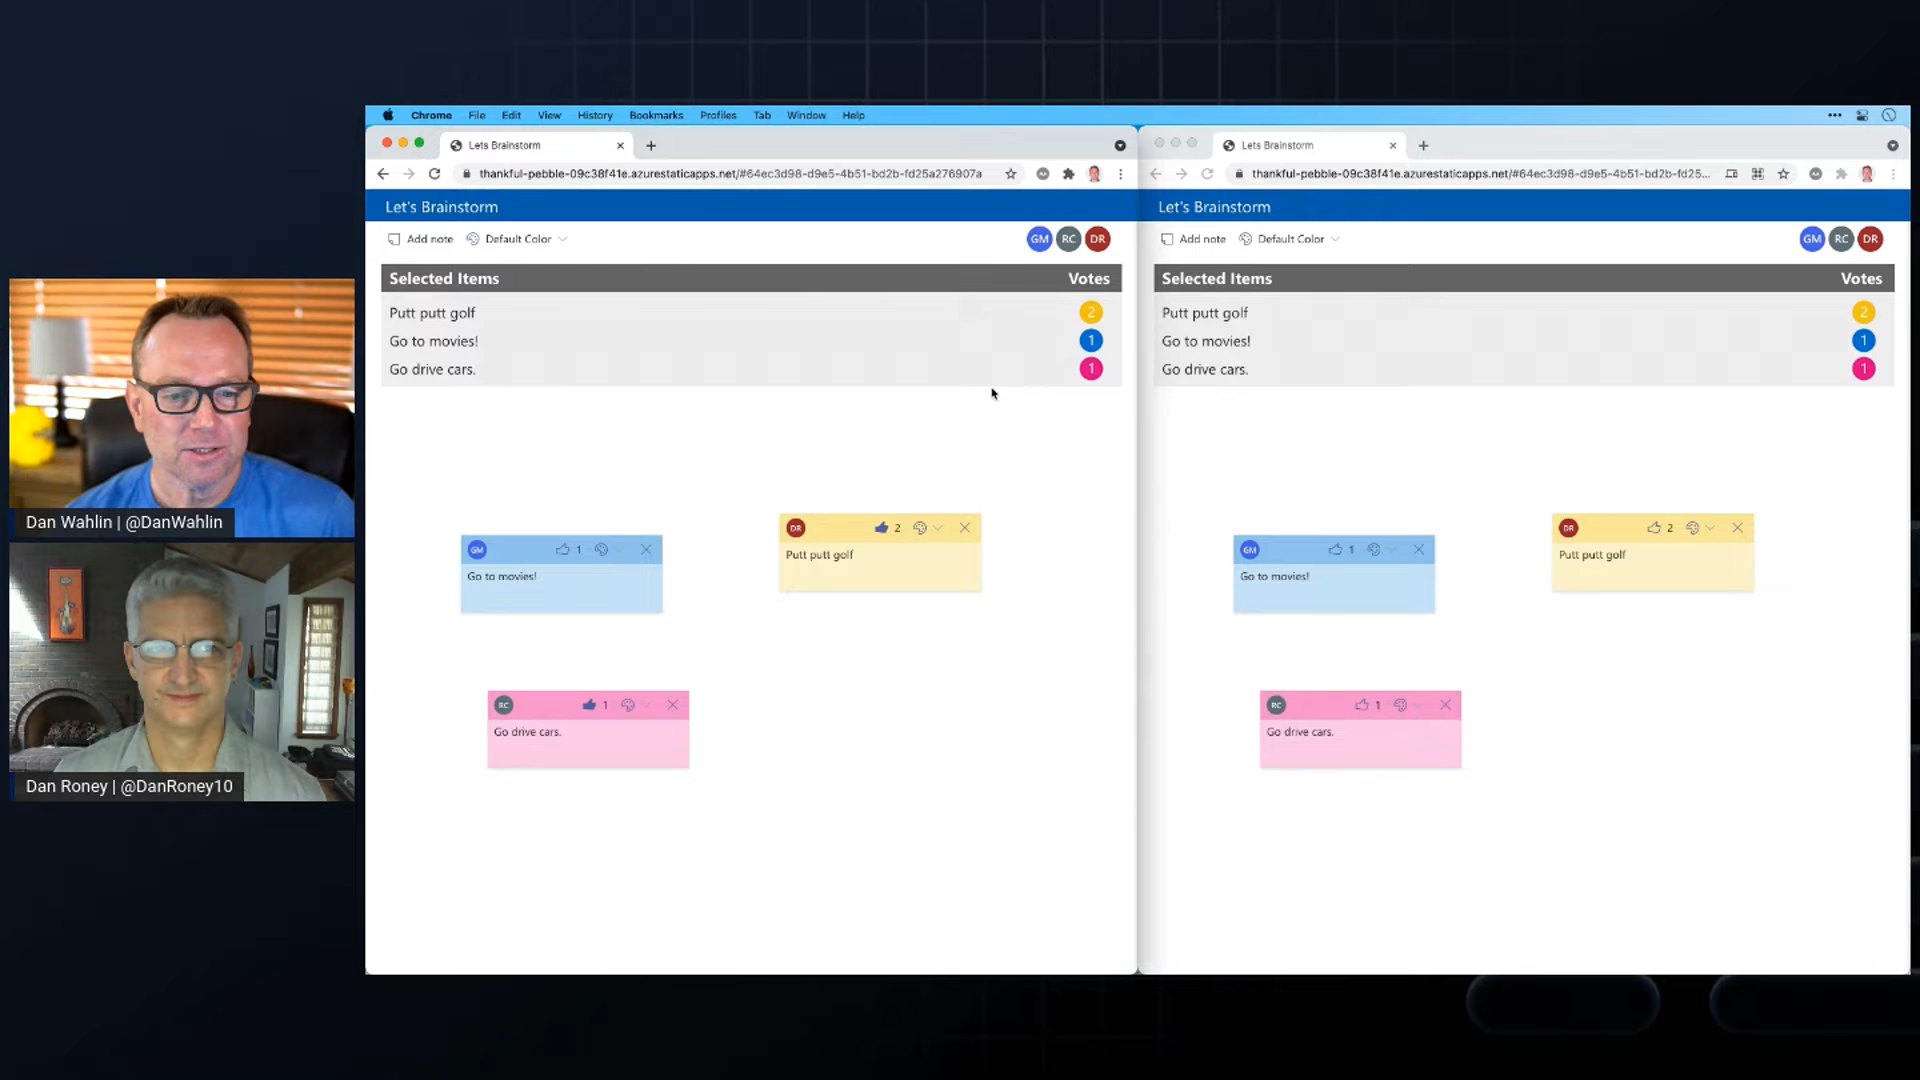 Chrome File Edit View History Bookmarks Profiles Tab Window Help
Lets Brainstorm
thankful-pebble-09c38f41e.azurestaticapps.net/#64ec3d98-d9e5-4b51-bd2b-fd25a276907a
Let's Brainstorm
Add note Default Color GM RC DR
Selected Items Votes
Putt putt golf 2
Go to movies! 1
Go drive cars. 1
DR 2
Putt putt golf
GM 1
Go to movies!
RC 1
Go drive cars.
Lets Brainstorm
thankful-pebble-09c38f41e.azurestaticapps.net/#64ec3d98-d9e5-4b51-bd2b-fd25...
Let's Brainstorm
Add note Default Color GM RC DR
Selected Items Votes
Putt putt golf 2
Go to movies! 1
Go drive cars. 1
DR 2
Putt putt golf
GM 1
Go to movies!
RC 1
Go drive cars.
Dan Wahlin | @DanWahlin
Dan Roney | @DanRoney10